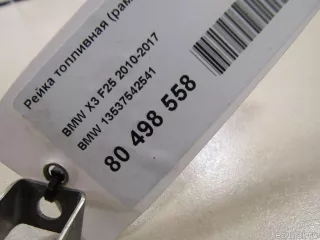 Рейка топливная (рам
BMW X3 F25 2010-2017
BMW 13537542541
80 498 558